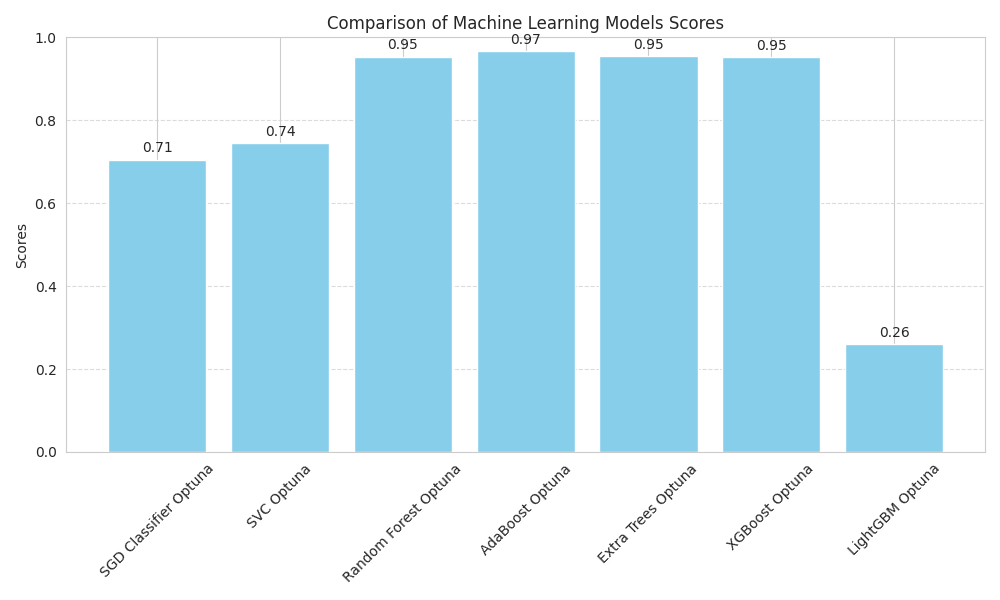 Comparison of Machine Learning Models Scores
1.0
0.8
0.6
0.4
0.2
0.0
Scores
0.71
0.74
0.95
0.97
0.95
0.95
0.26
SGD Classifier Optuna
SVC Optuna
Random Forest Optuna
AdaBoost Optuna
Extra Trees Optuna
XGBoost Optuna
LightGBM Optuna